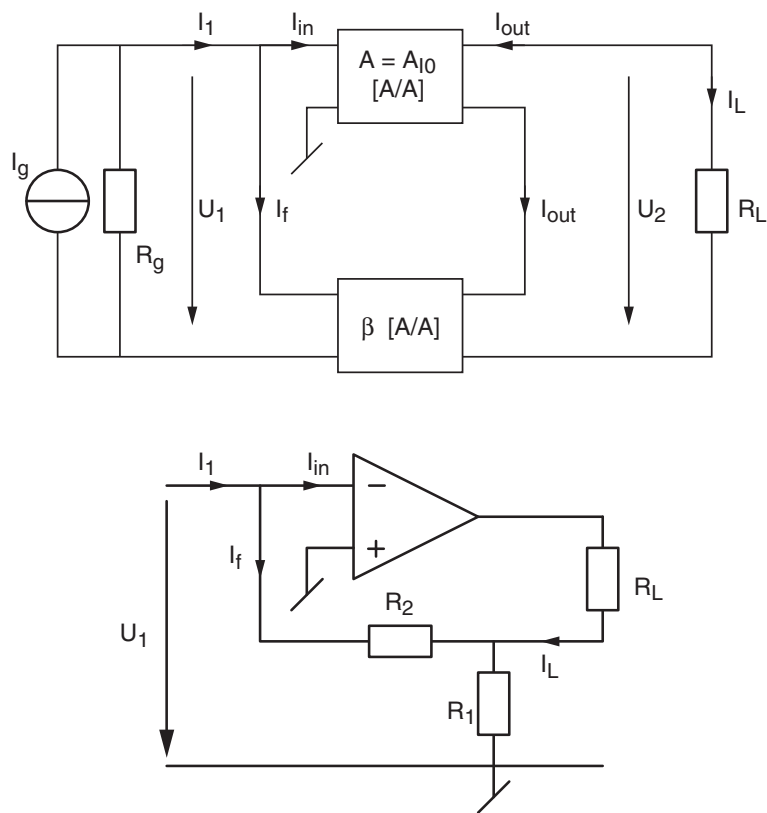 I1 Iin Iout
A = AI0
[A/A]
IL
Ig
Rg
U1
If
Iout
U2
RL
β [A/A]
I1 Iin
−
+
If
R2
RL
U1
IL
R1